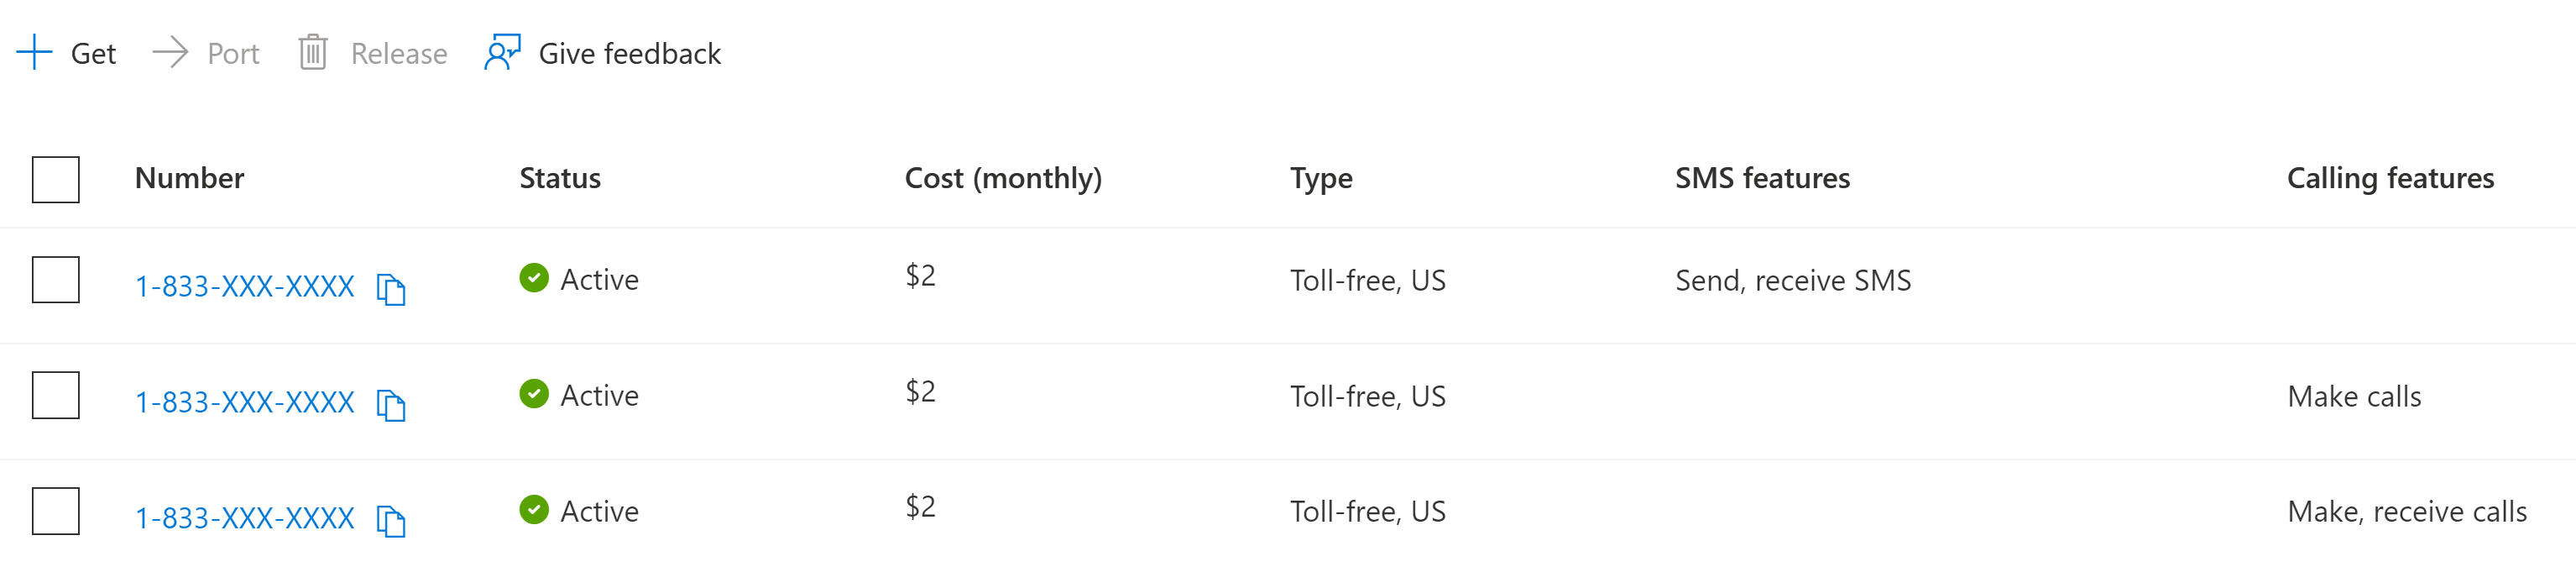 Get Port Release Give feedback
Number Status Cost (monthly) Type SMS features Calling features
1-833-XXX-XXXX Active $2 Toll-free, US Send, receive SMS
1-833-XXX-XXXX Active $2 Toll-free, US Make calls
1-833-XXX-XXXX Active $2 Toll-free, US Make, receive calls